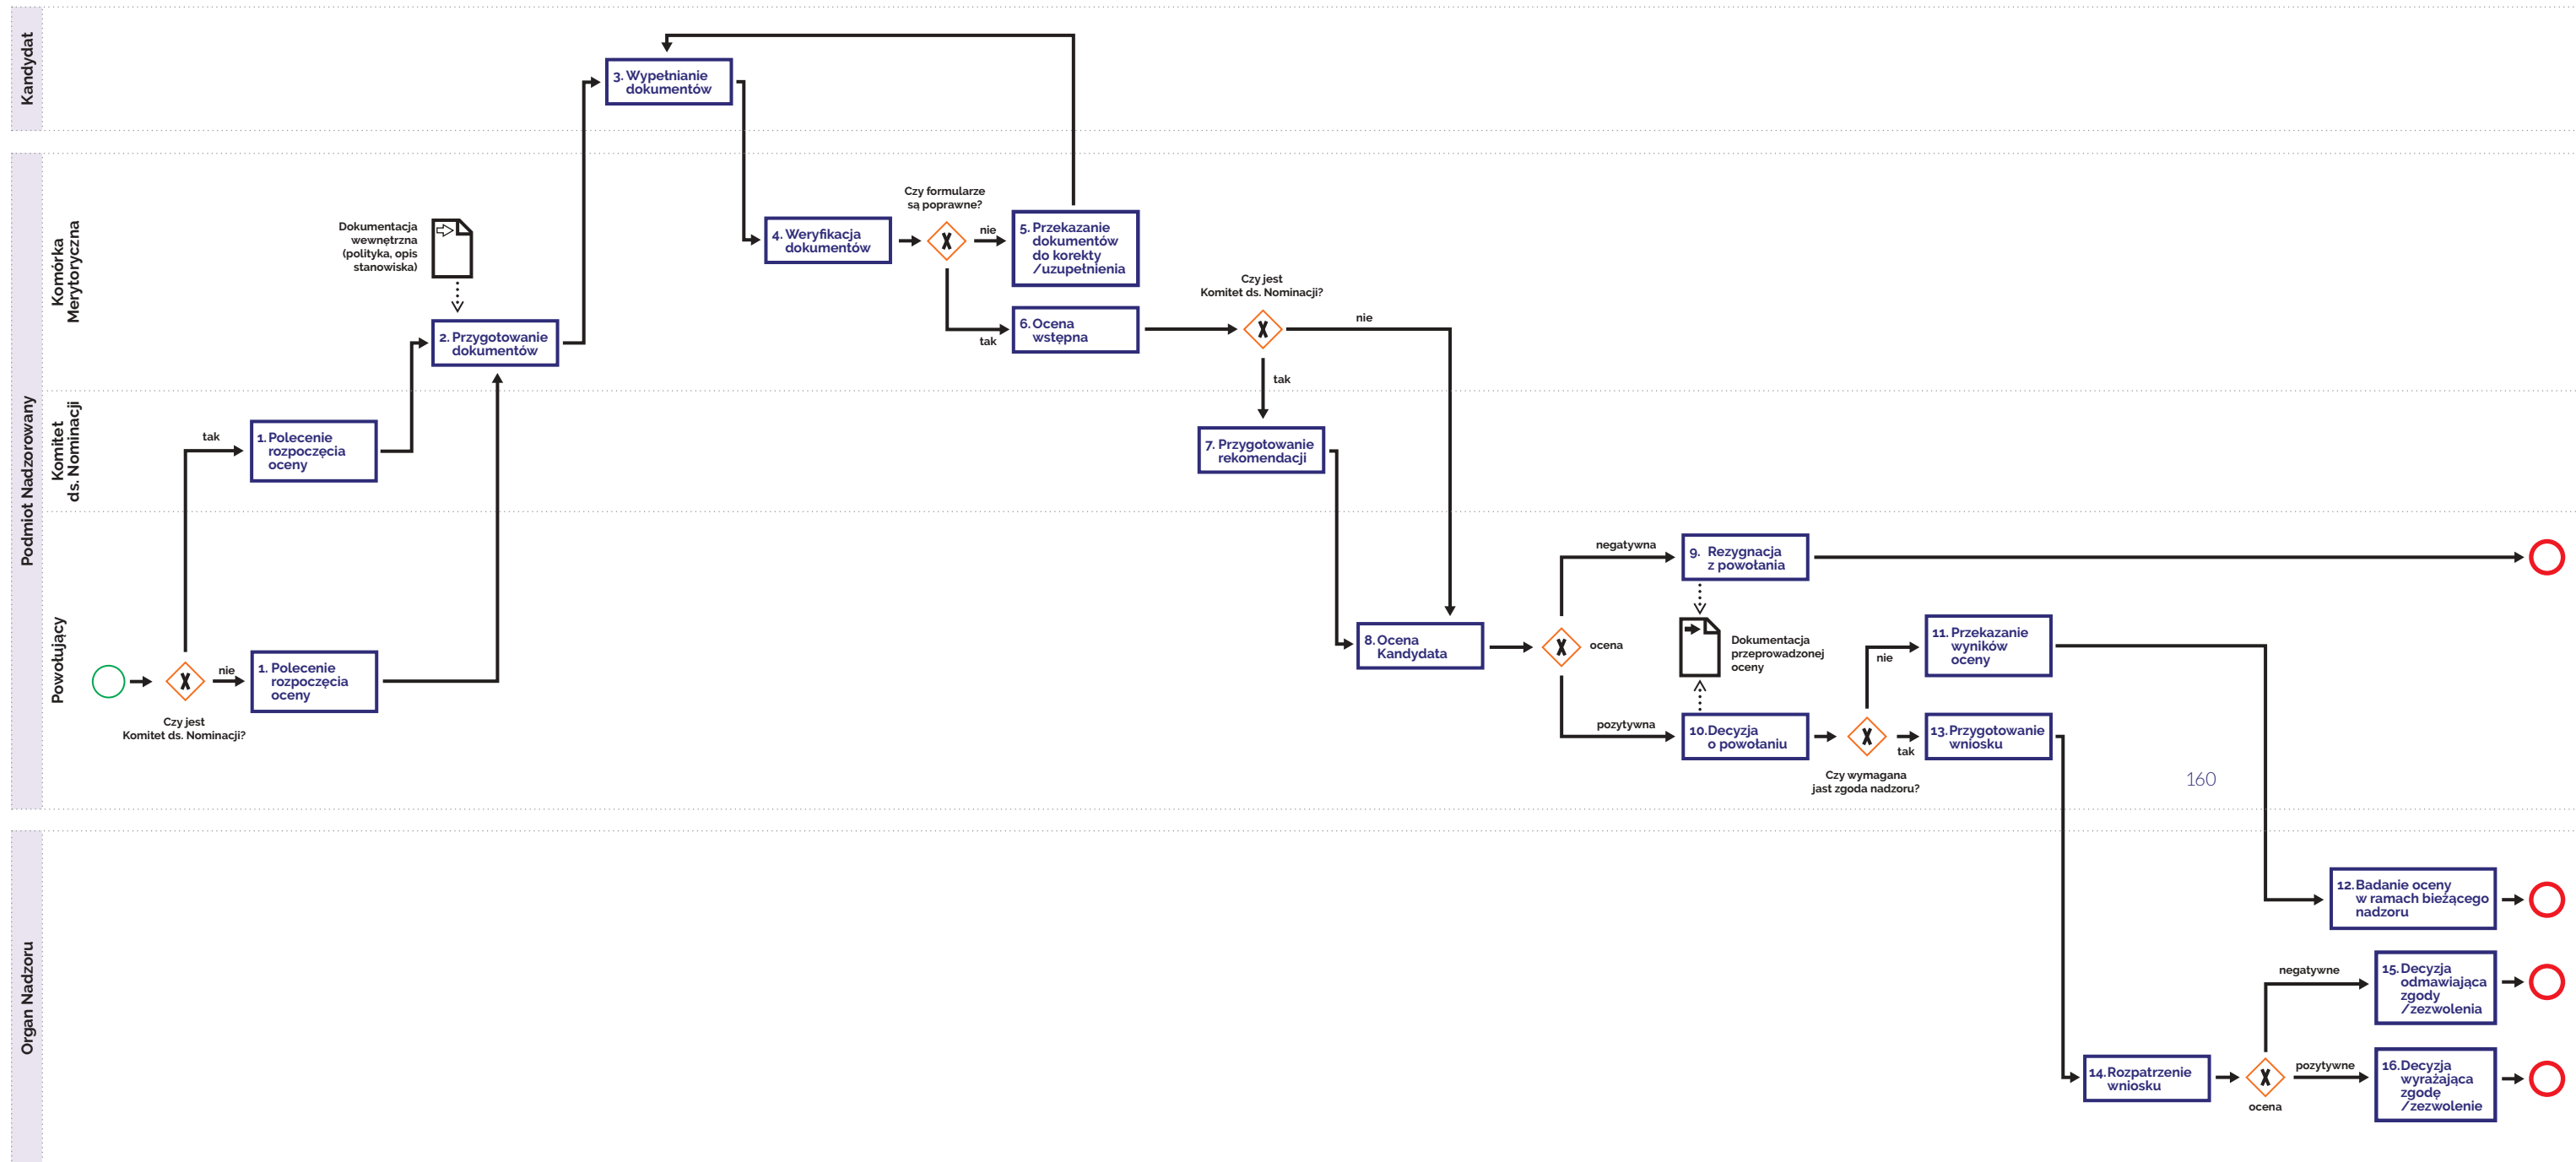 Kandydat
3. Wypełnianie
dokumentów
Podmiot Nadzorowany
Komórka
Merytoryczna
Dokumentacja
wewnętrzna
(polityka, opis
stanowiska)
2. Przygotowanie
dokumentów
4. Weryfikacja
dokumentów
Czy formularze
są poprawne?
nie
tak
5. Przekazanie
dokumentów
do korekty
/uzupełnienia
6. Ocena
wstępna
Czy jest
Komitet ds. Nominacji?
nie
tak
Komitet
ds. Nominacji
tak
1. Polecenie
rozpoczęcia
oceny
7. Przygotowanie
rekomendacji
Powołujący
Czy jest
Komitet ds. Nominacji?
nie
1. Polecenie
rozpoczęcia
oceny
8. Ocena
Kandydata
ocena
negatywna
pozytywna
9. Rezygnacja
z powołania
Dokumentacja
przeprowadzonej
oceny
10. Decyzja
o powołaniu
Czy wymagana
jast zgoda nadzoru?
nie
tak
11. Przekazanie
wyników
oceny
13. Przygotowanie
wniosku
160
Organ Nadzoru
12. Badanie oceny
w ramach bieżącego
nadzoru
14. Rozpatrzenie
wniosku
ocena
negatywne
pozytywne
15. Decyzja
odmawiająca
zgody
/zezwolenia
16. Decyzja
wyrażająca
zgodę
/zezwolenie